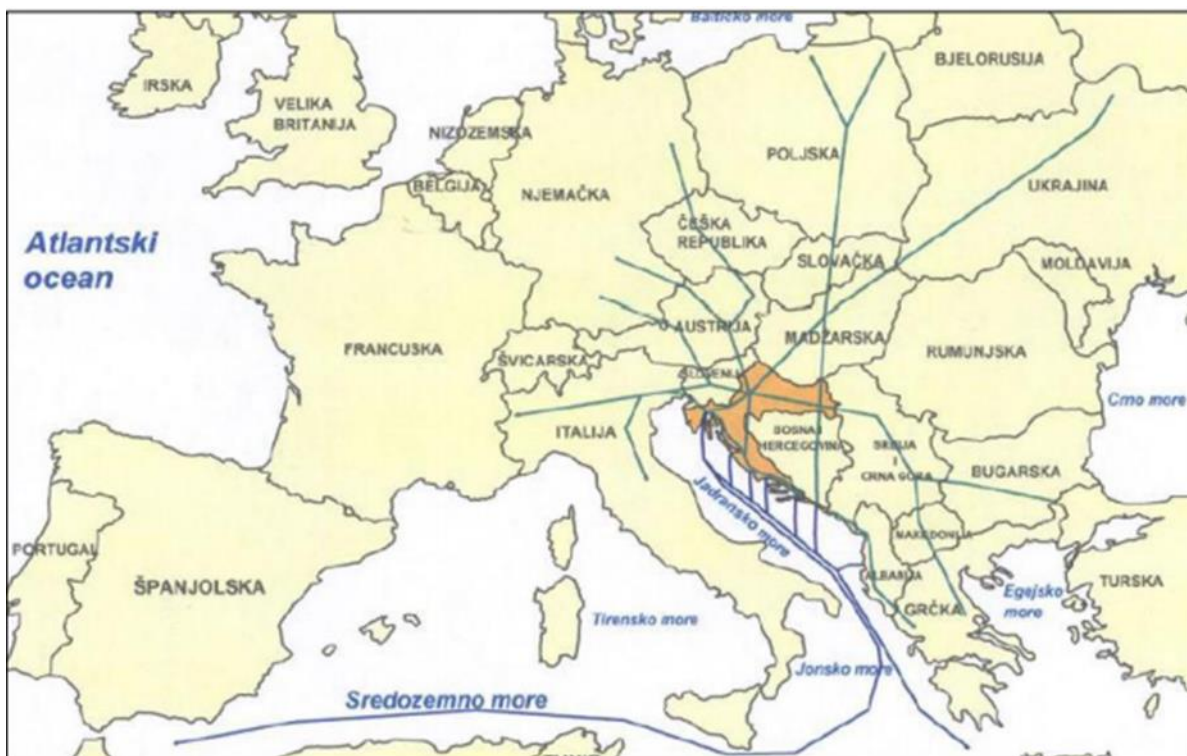 Baltičko more
IRSKA
VELIKA
BRITANIJA
NIZOZEMSKA
BELGIJA
NJEMAČKA
POLJSKA
BJELORUSIJA
UKRAJINA
ČEŠKA
REPUBLIKA
SLOVAČKA
MOLDAVIJA
Atlantski
ocean
FRANCUSKA
ŠVICARSKA
AUSTRIJA
MADŽARSKA
RUMUNJSKA
ITALIJA
BOSNA I
HERCEGOVINA
SRBIJA
I
CRNA GORA
BUGARSKA
Crno more
Jadransko more
MAKEDONIJA
ALBANIJA
GRČKA
Egejsko
more
TURSKA
PORTUGAL
ŠPANJOLSKA
Tirensko more
Jonsko more
Sredozemno more